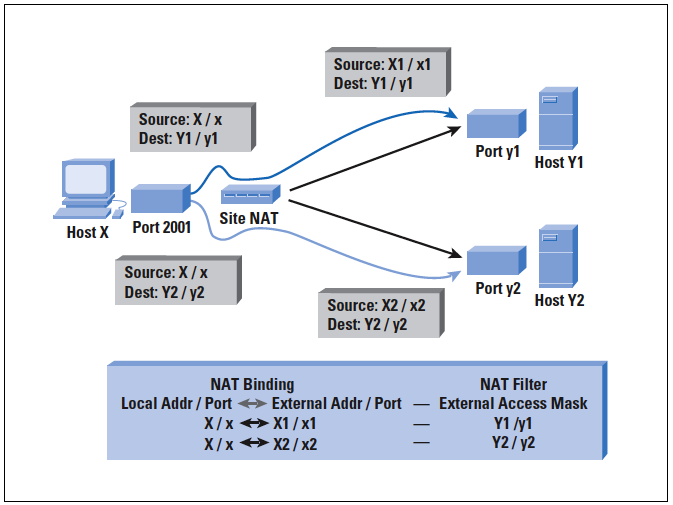 Source: X1 / x1
Dest: Y1 / y1
Source: X / x
Dest: Y1 / y1
Port y1
Host Y1
Host X
Port 2001
Site NAT
Source: X / x
Dest: Y2 / y2
Port y2
Host Y2
Source: X2 / x2
Dest: Y2 / y2
NAT Binding NAT Filter
Local Addr / Port External Addr / Port — External Access Mask
X / x X1 / x1 — Y1 /y1
X / x X2 / x2 — Y2 / y2